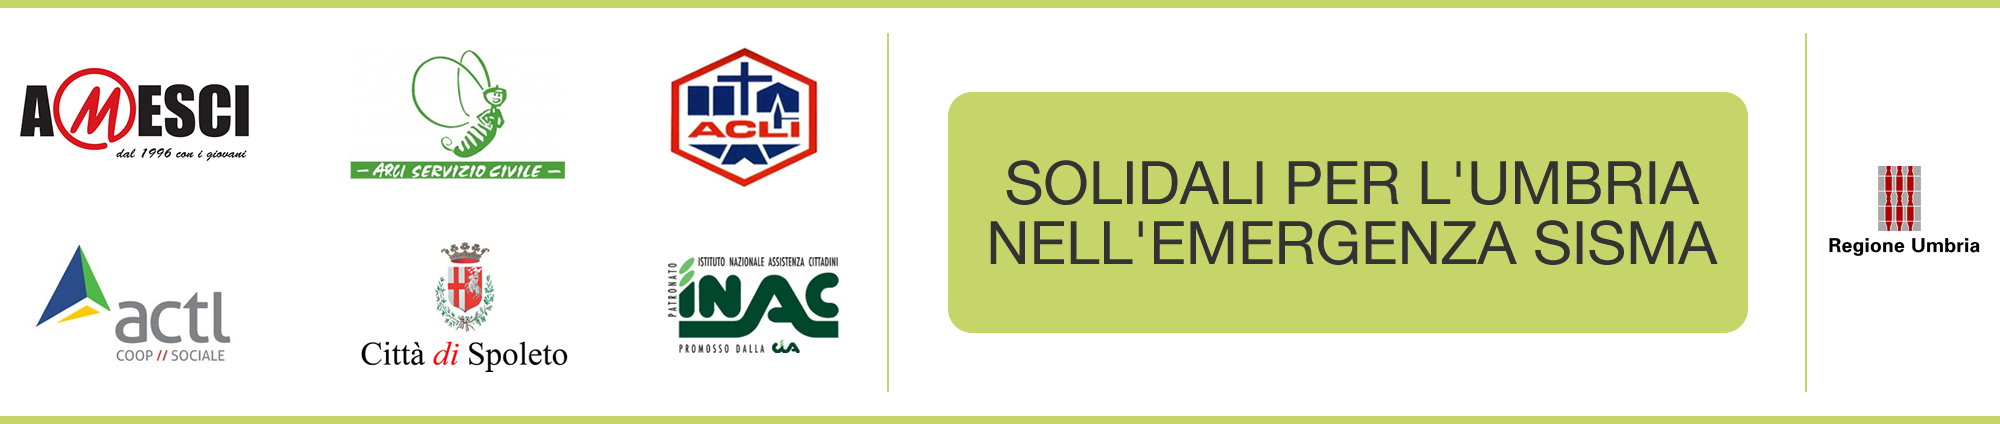 AMESCI
dal 1996 con i giovani
– ARCI SERVIZIO CIVILE –
ACLI
actl
COOP // SOCIALE
Città di Spoleto
PATRONATO
ISTITUTO NAZIONALE ASSISTENZA CITTADINI
INAC
PROMOSSO DALLA CIA
SOLIDALI PER L'UMBRIA
NELL'EMERGENZA SISMA
Regione Umbria